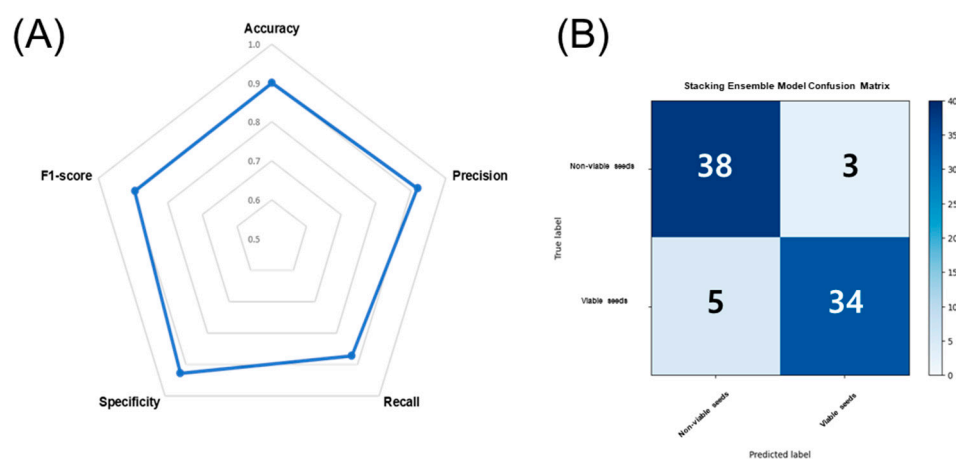 (A)
Accuracy
1.0
0.9
0.8
0.7
0.6
0.5
F1-score
Precision
Specificity
Recall
(B)
Stacking Ensemble Model Confusion Matrix
Non-viable seeds
38
3
Viable seeds
5
34
True label
Non-viable seeds
Viable seeds
Predicted label
40
35
30
25
20
15
10
5
0